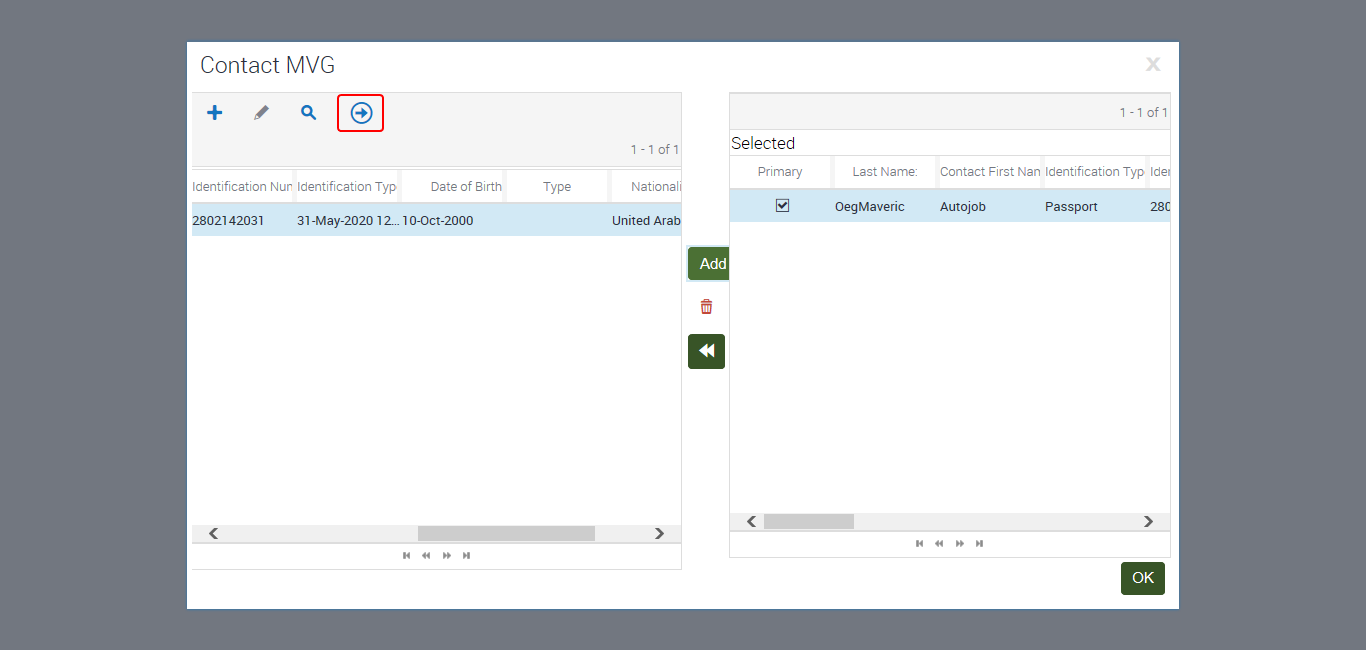 Contact MVG
X
1 - 1 of 1
Identification Num Identification Typ Date of Birth Type Nationali
2802142031 31-May-2020 12... 10-Oct-2000 United Arab
Add
1 - 1 of 1
Selected
Primary Last Name: Contact First Nan Identification Typ Iden
OegMaveric Autojob Passport 280
OK